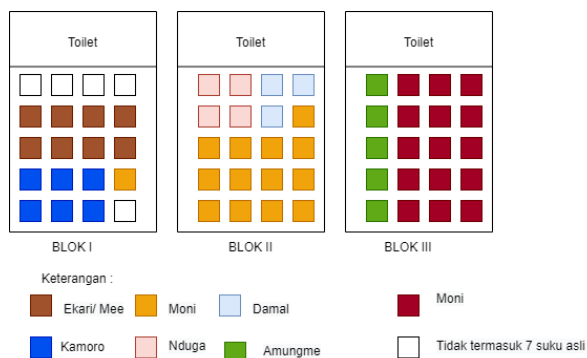 Toilet
Toilet
Toilet
BLOK I
BLOK II
BLOK III
Keterangan :
Ekari/ Mee
Moni
Damal
Moni
Kamoro
Nduga
Amungme
Tidak termasuk 7 suku asli